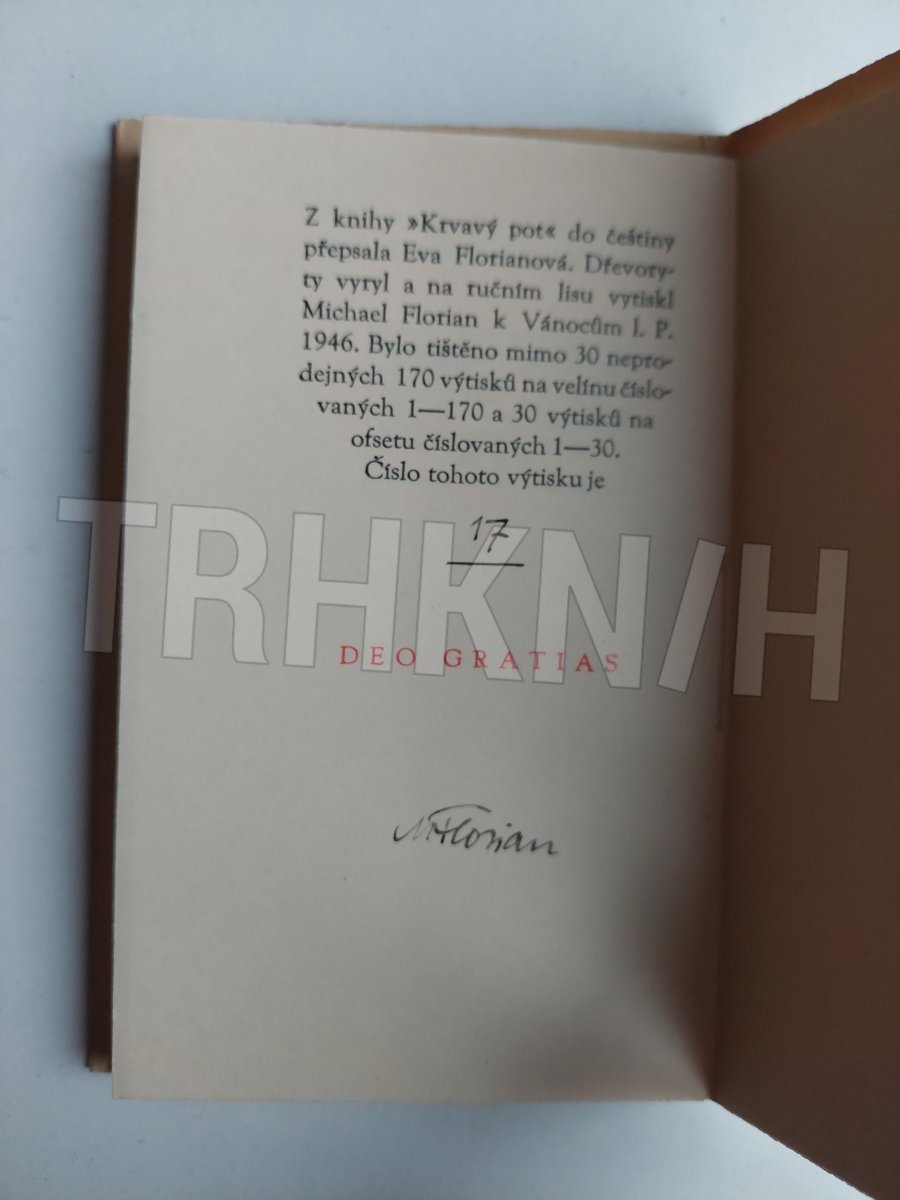 Z knihy »Krvavý pot« do češtiny
přepsala Eva Florianová. Dřevory-
ty vyryl a na ručním lisu vytiskl
Michael Florian k Vánocům l. P.
1946. Bylo tištěno mimo 30 nepro-
dejných 170 výtisků na velínu číslo-
vaných 1—170 a 30 výtisků na
ofsetu číslovaných 1—30.
Číslo tohoto výtisku je
17
TRHKNIH
DEO GRATIAS
MFlorian